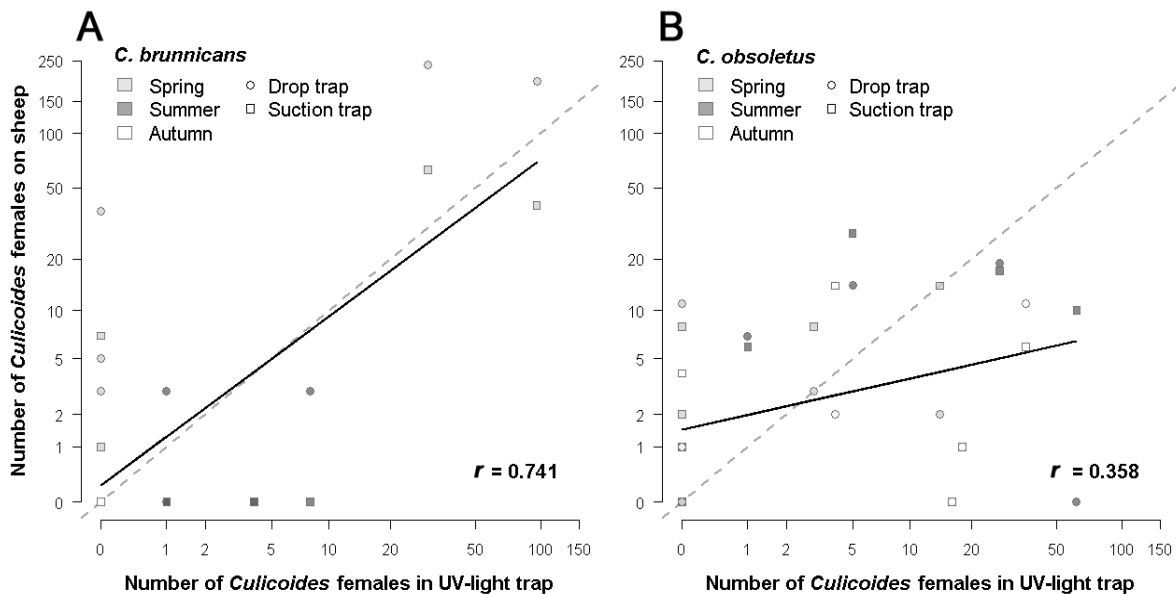 A
C. brunnicans
Spring
Summer
Autumn
Drop trap
Suction trap
Number of Culicoides females on sheep
250
150
100
50
20
10
5
2
1
0
r = 0.741
0 1 2 5 10 20 50 100 150
Number of Culicoides females in UV-light trap
B
C. obsoletus
Spring
Summer
Autumn
Drop trap
Suction trap
250
150
100
50
20
10
5
2
1
0
r = 0.358
0 1 2 5 10 20 50 100 150
Number of Culicoides females in UV-light trap